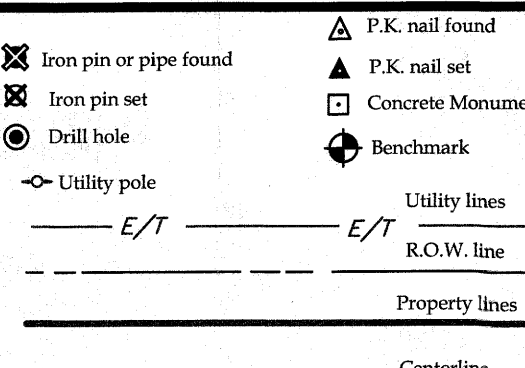 P.K. nail found
Iron pin or pipe found
P.K. nail set
Iron pin set
Concrete Monume
Drill hole
Benchmark
Utility pole
Utility lines
E/T E/T
R.O.W. line
Property lines
Centerline